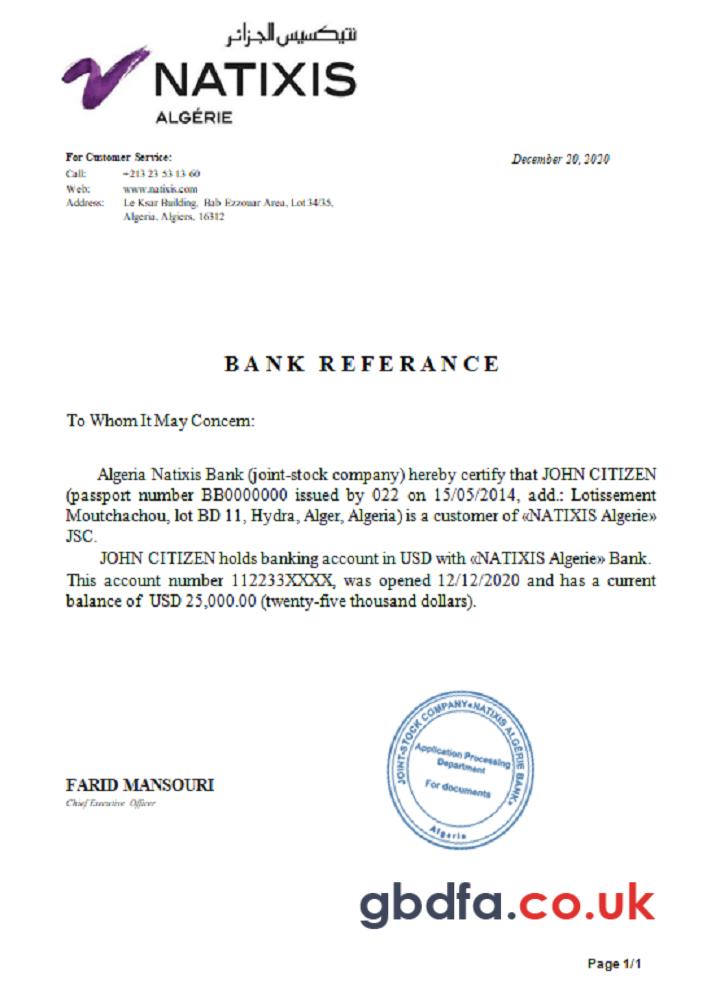 نتيكسيس الجزائر
NATIXIS
ALGÉRIE
For Customer Service:
December 20, 2020
Call: +213 23 53 13 60
Web: www.natixis.com
Address: Le Ksar Building, Bab Ezzouar Area, Lot 34/35,
Algeria, Algiers, 16312
BANK REFERANCE
To Whom It May Concern:
Algeria Natixis Bank (joint-stock company) hereby certify that JOHN CITIZEN
(passport number BB0000000 issued by 022 on 15/05/2014, add.: Lotissement
Moutchachou, lot BD 11, Hydra, Alger, Algeria) is a customer of «NATIXIS Algerie»
JSC.
JOHN CITIZEN holds banking account in USD with «NATIXIS Algerie» Bank.
This account number 112233XXXX, was opened 12/12/2020 and has a current
balance of USD 25,000.00 (twenty-five thousand dollars).
JOINT-STOCK COMPANY«NATIXIS ALGERIE BANK»
Application Processing
Department
For documents
Algeria
FARID MANSOURI
Chief Executive Officer
gbdfa.co.uk
Page 1/1